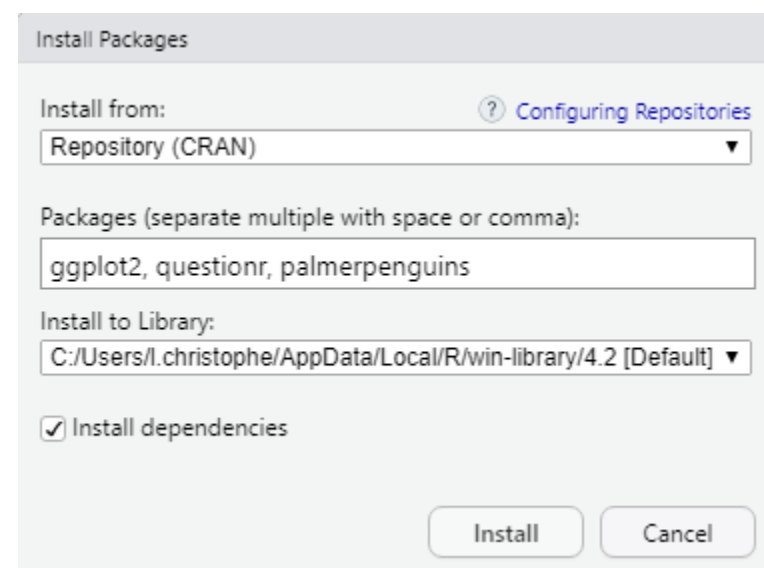 Install Packages
Install from:
? Configuring Repositories
Repository (CRAN)
Packages (separate multiple with space or comma):
ggplot2, questionr, palmerpenguins
Install to Library:
C:/Users/l.christophe/AppData/Local/R/win-library/4.2 [Default]
Install dependencies
Install
Cancel